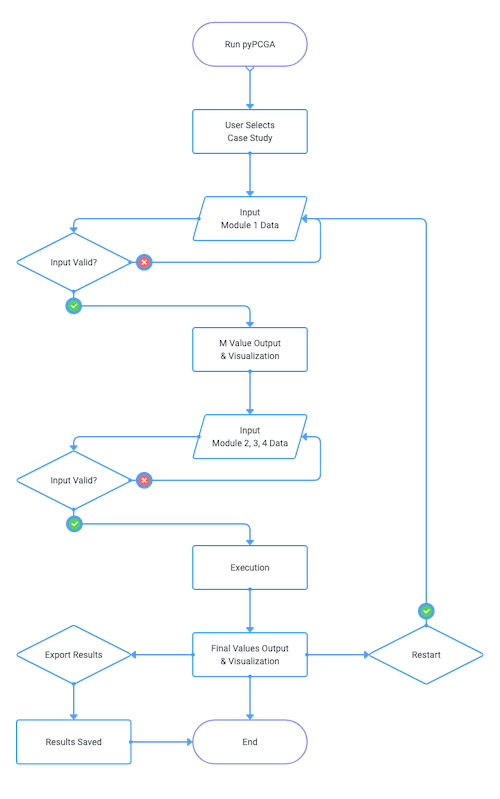 Run pyPCGA
User Selects
Case Study
Input
Module 1 Data
Input Valid?
M Value Output
& Visualization
Input
Module 2, 3, 4 Data
Input Valid?
Execution
Export Results
Final Values Output
& Visualization
Restart
Results Saved
End